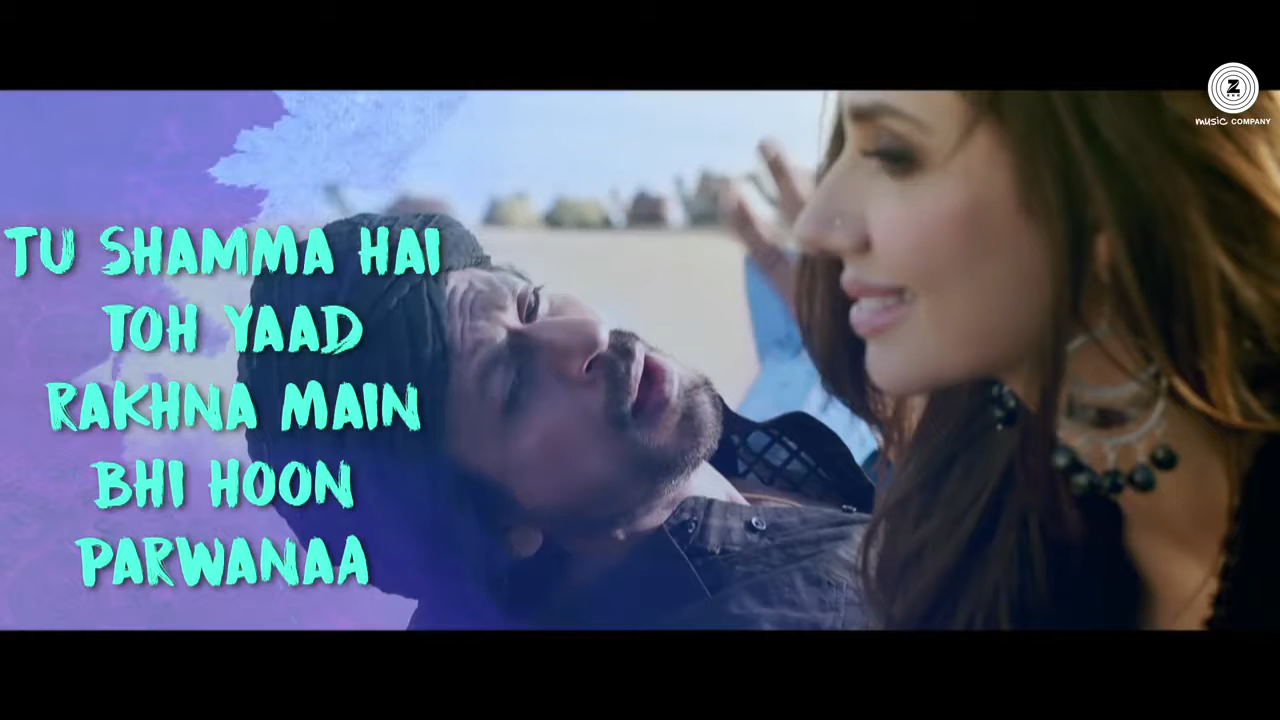 TU SHAMMA HAI
TOH YAAD
RAKHNA MAIN
BHI HOON
PARWANAA
Z
music COMPANY